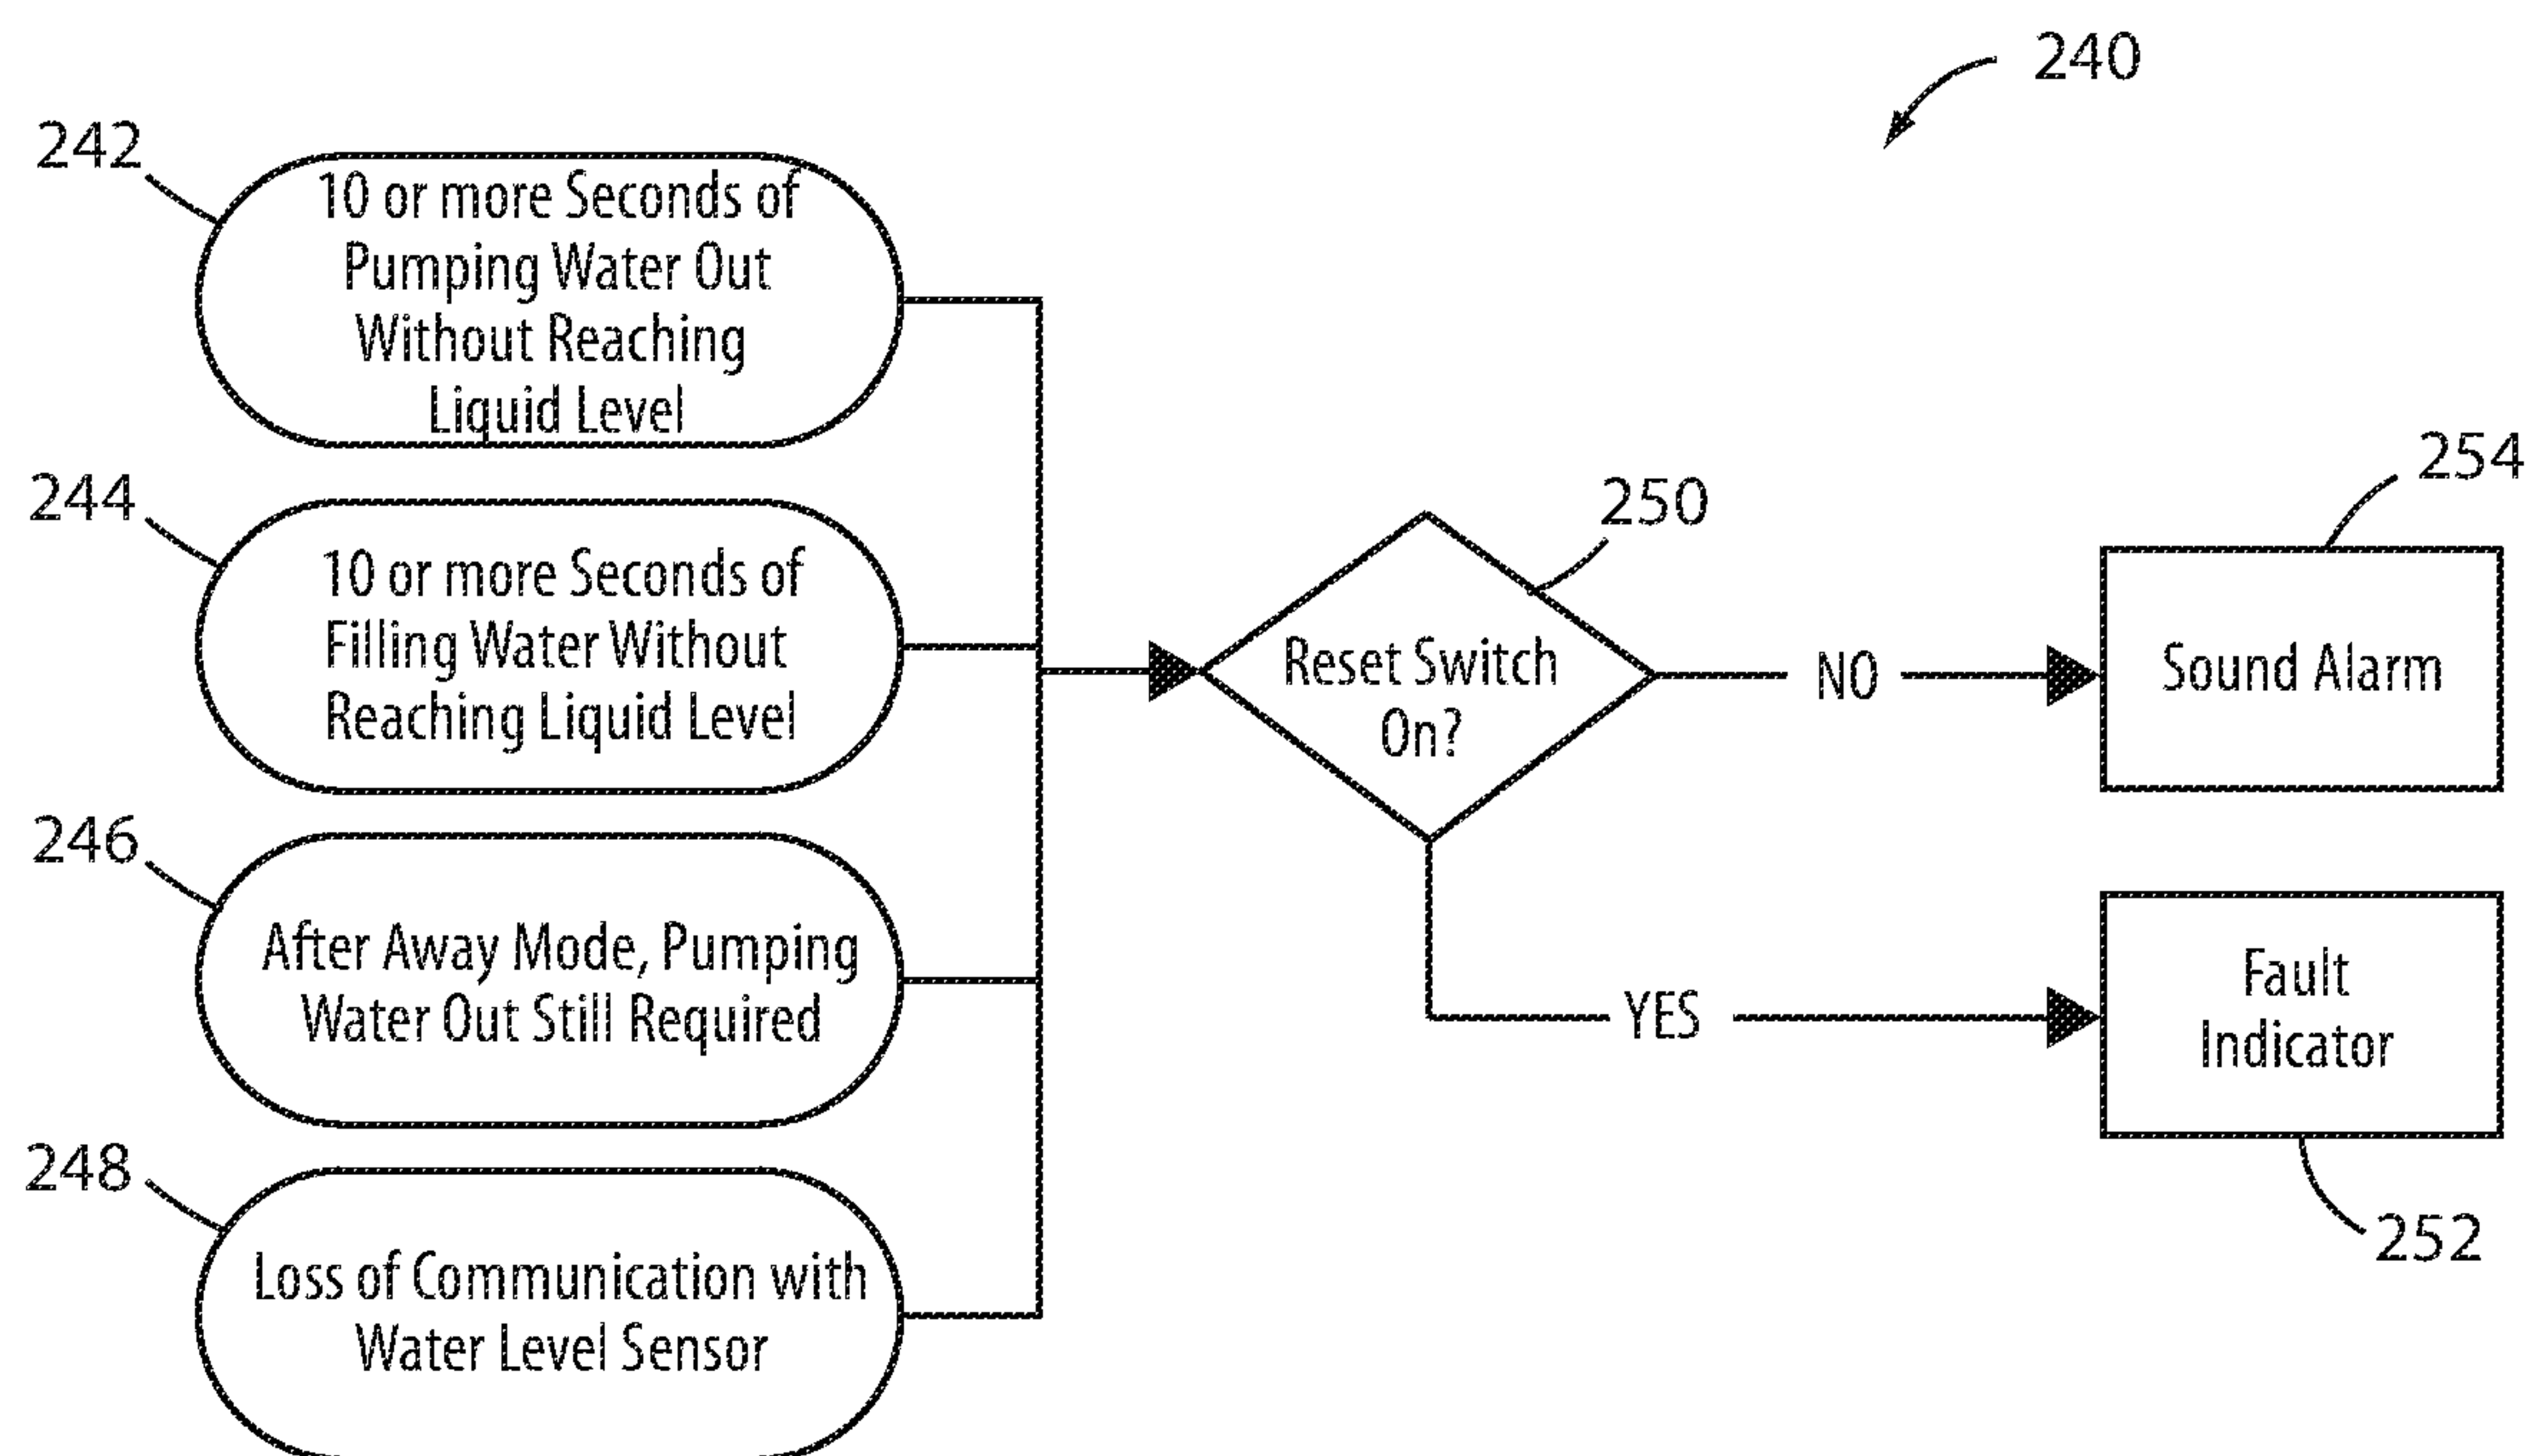 240
242
10 or more Seconds of
Pumping Water Out
Without Reaching
Liquid Level
244
10 or more Seconds of
Filling Water Without
Reaching Liquid Level
246
After Away Mode, Pumping
Water Out Still Required
248
Loss of Communication with
Water Level Sensor
250
Reset Switch
On?
NO
254
Sound Alarm
YES
Fault
Indicator
252